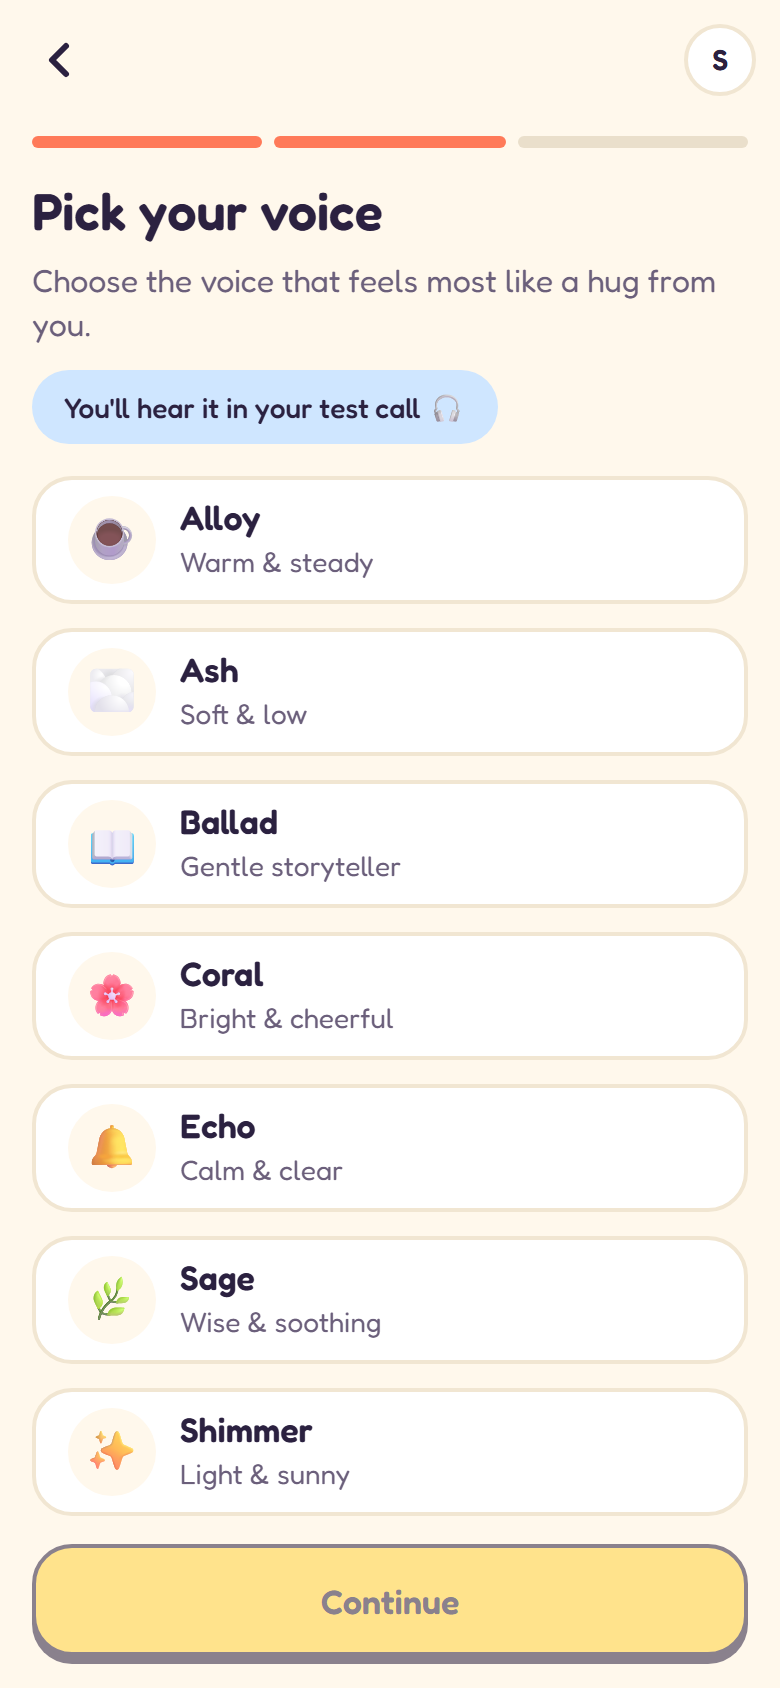 S
Pick your voice
Choose the voice that feels most like a hug from
you.
You'll hear it in your test call 🎧
Alloy
Warm & steady
Ash
Soft & low
Ballad
Gentle storyteller
Coral
Bright & cheerful
Echo
Calm & clear
Sage
Wise & soothing
Shimmer
Light & sunny
Continue